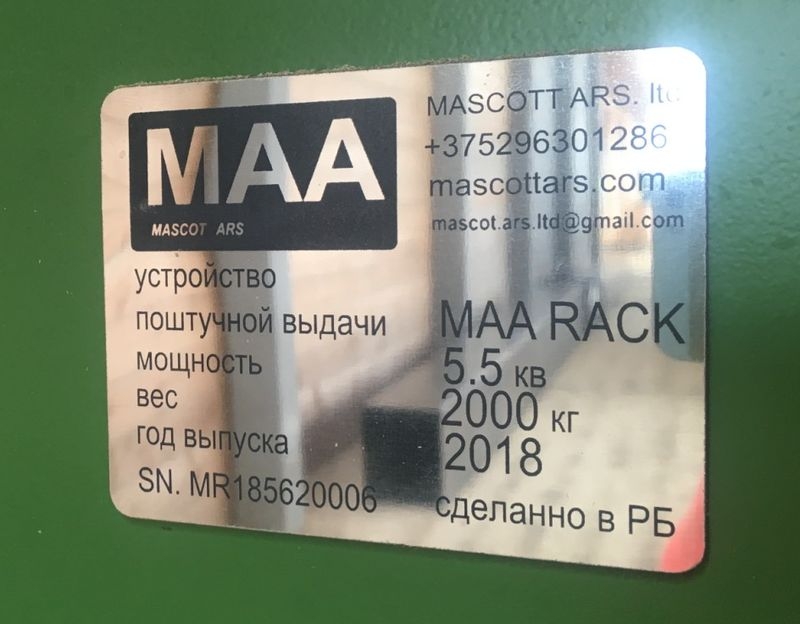 MAA
MASCOT ARS
MASCOTT ARS. ltd
+375296301286
mascottars.com
mascot.ars.ltd@gmail.com
устройство
поштучной выдачи MAA RACK
мощность 5.5 кв
вес 2000 кг
год выпуска 2018
SN. MR185620006 сделанно в РБ